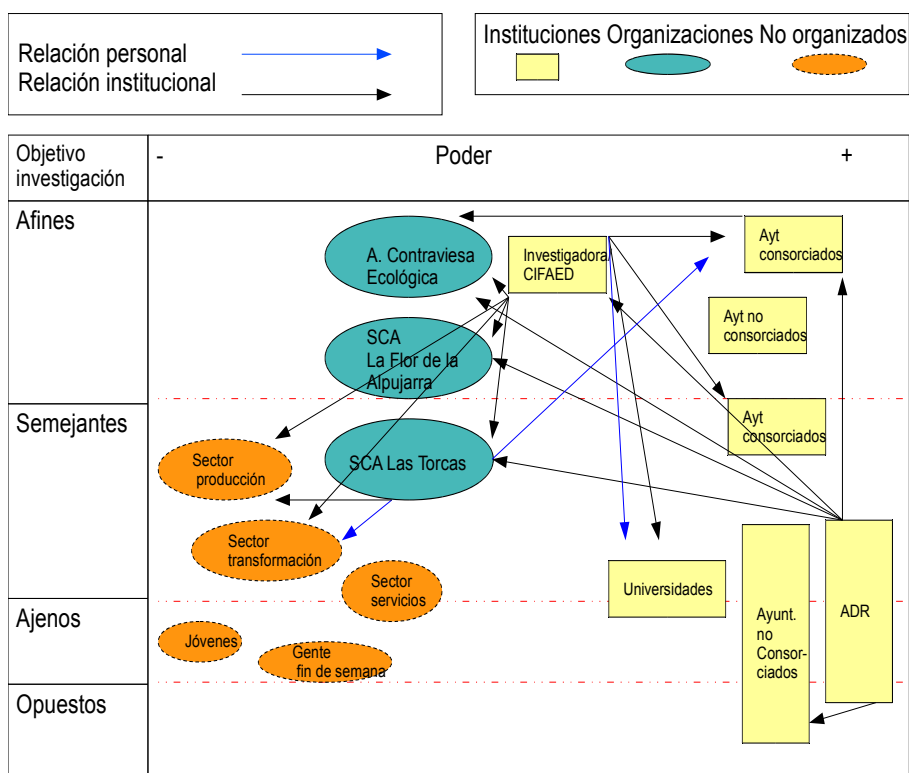 Relación personal
Relación institucional
Instituciones Organizaciones No organizados
Objetivo
investigación
- Poder +
Afines
A. Contraviesa
Ecológica
Investigadora
CIFAED
Ayt
consorciados
Ayt no
consorciados
SCA
La Flor de la
Alpujarra
Semejantes
Ayt
consorciados
Sector
producción
SCA Las Torcas
Sector
transformación
Sector
servicios
Universidades
Ajenos
Jóvenes
Gente
fin de semana
Ayunt.
no
Consor-
ciados
ADR
Opuestos